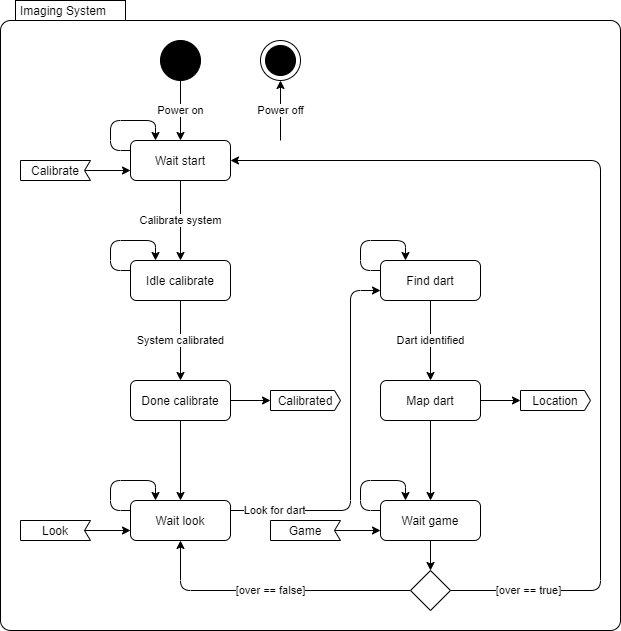 Imaging System
Power on
Power off
Wait start
Calibrate
Calibrate system
Idle calibrate
Find dart
System calibrated
Dart identified
Done calibrate
Calibrated
Map dart
Location
Look for dart
Wait look
Wait game
Look
Game
[over == false]
[over == true]